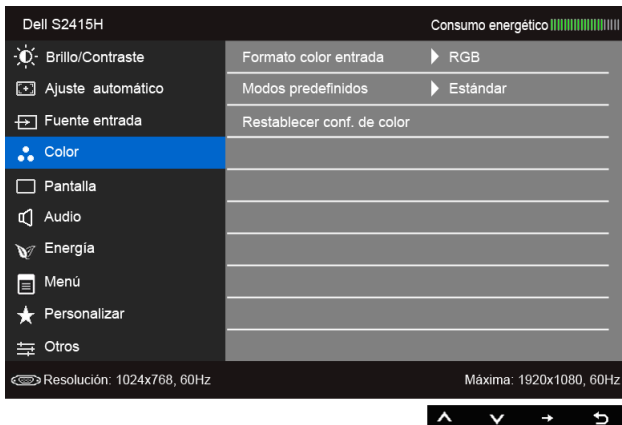 Dell S2415H Consumo energético
Brillo/Contraste Formato color entrada RGB
Ajuste automático Modos predefinidos Estándar
Fuente entrada Restablecer conf. de color
Color
Pantalla
Audio
Energía
Menú
Personalizar
Otros
Resolución: 1024x768, 60Hz Máxima: 1920x1080, 60Hz